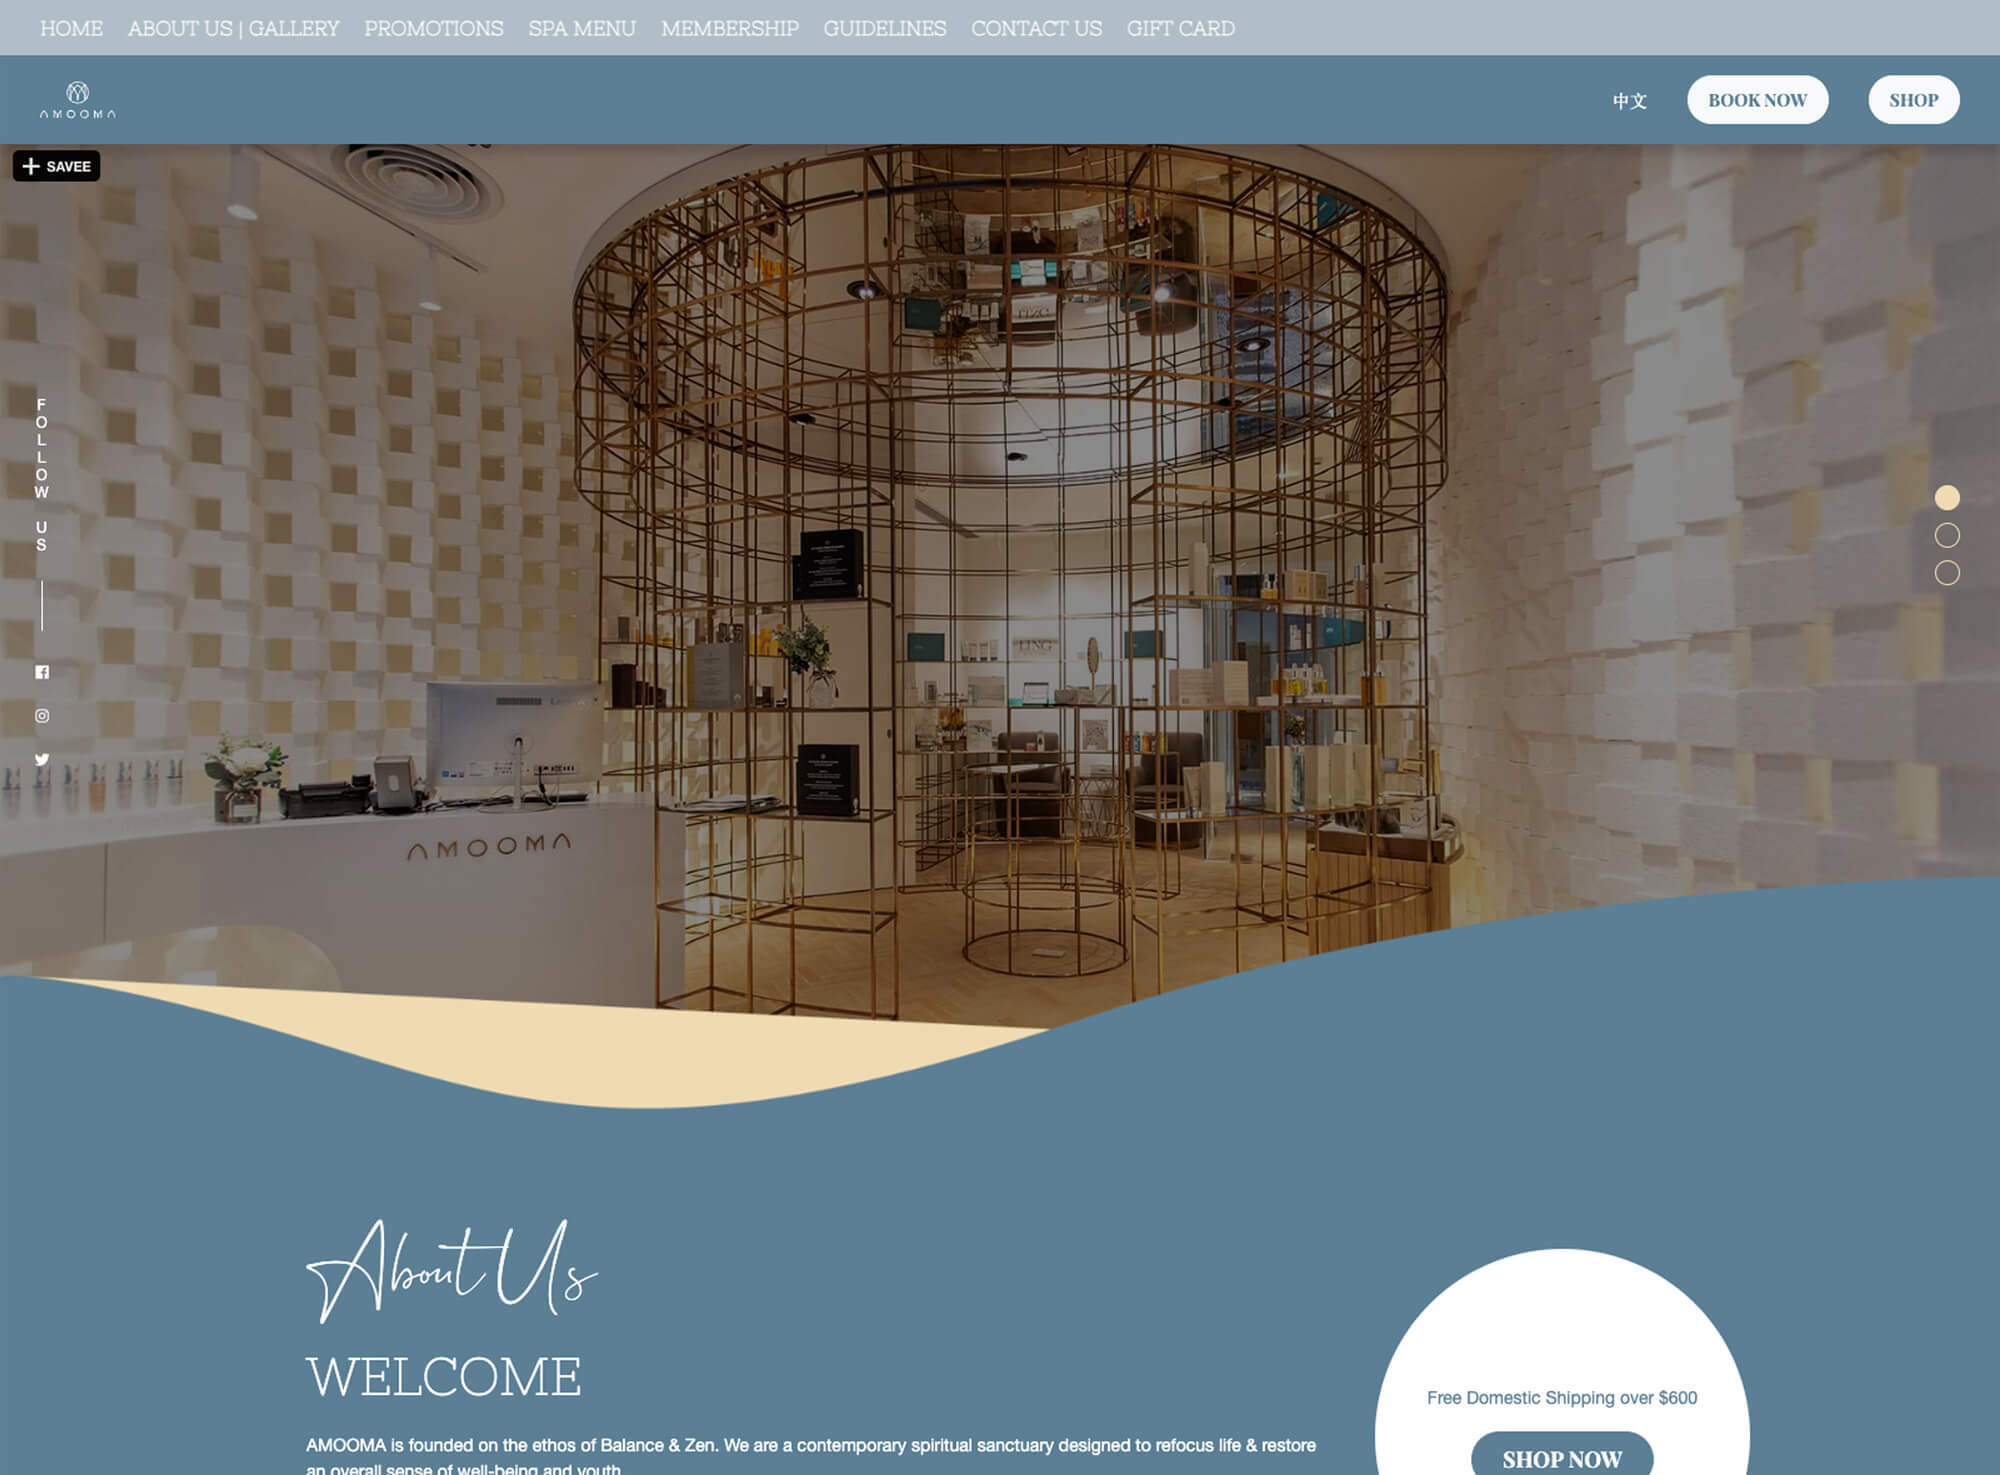 HOME ABOUT US | GALLERY PROMOTIONS SPA MENU MEMBERSHIP GUIDELINES CONTACT US GIFT CARD
AMOOMA
中文 BOOK NOW SHOP
SAVEE
FOLLOW US
LING
AMOOMA
About Us
WELCOME
AMOOMA is founded on the ethos of Balance & Zen. We are a contemporary spiritual sanctuary designed to refocus life & restore
an overall sense of well-being and youth
Free Domestic Shipping over $600
SHOP NOW